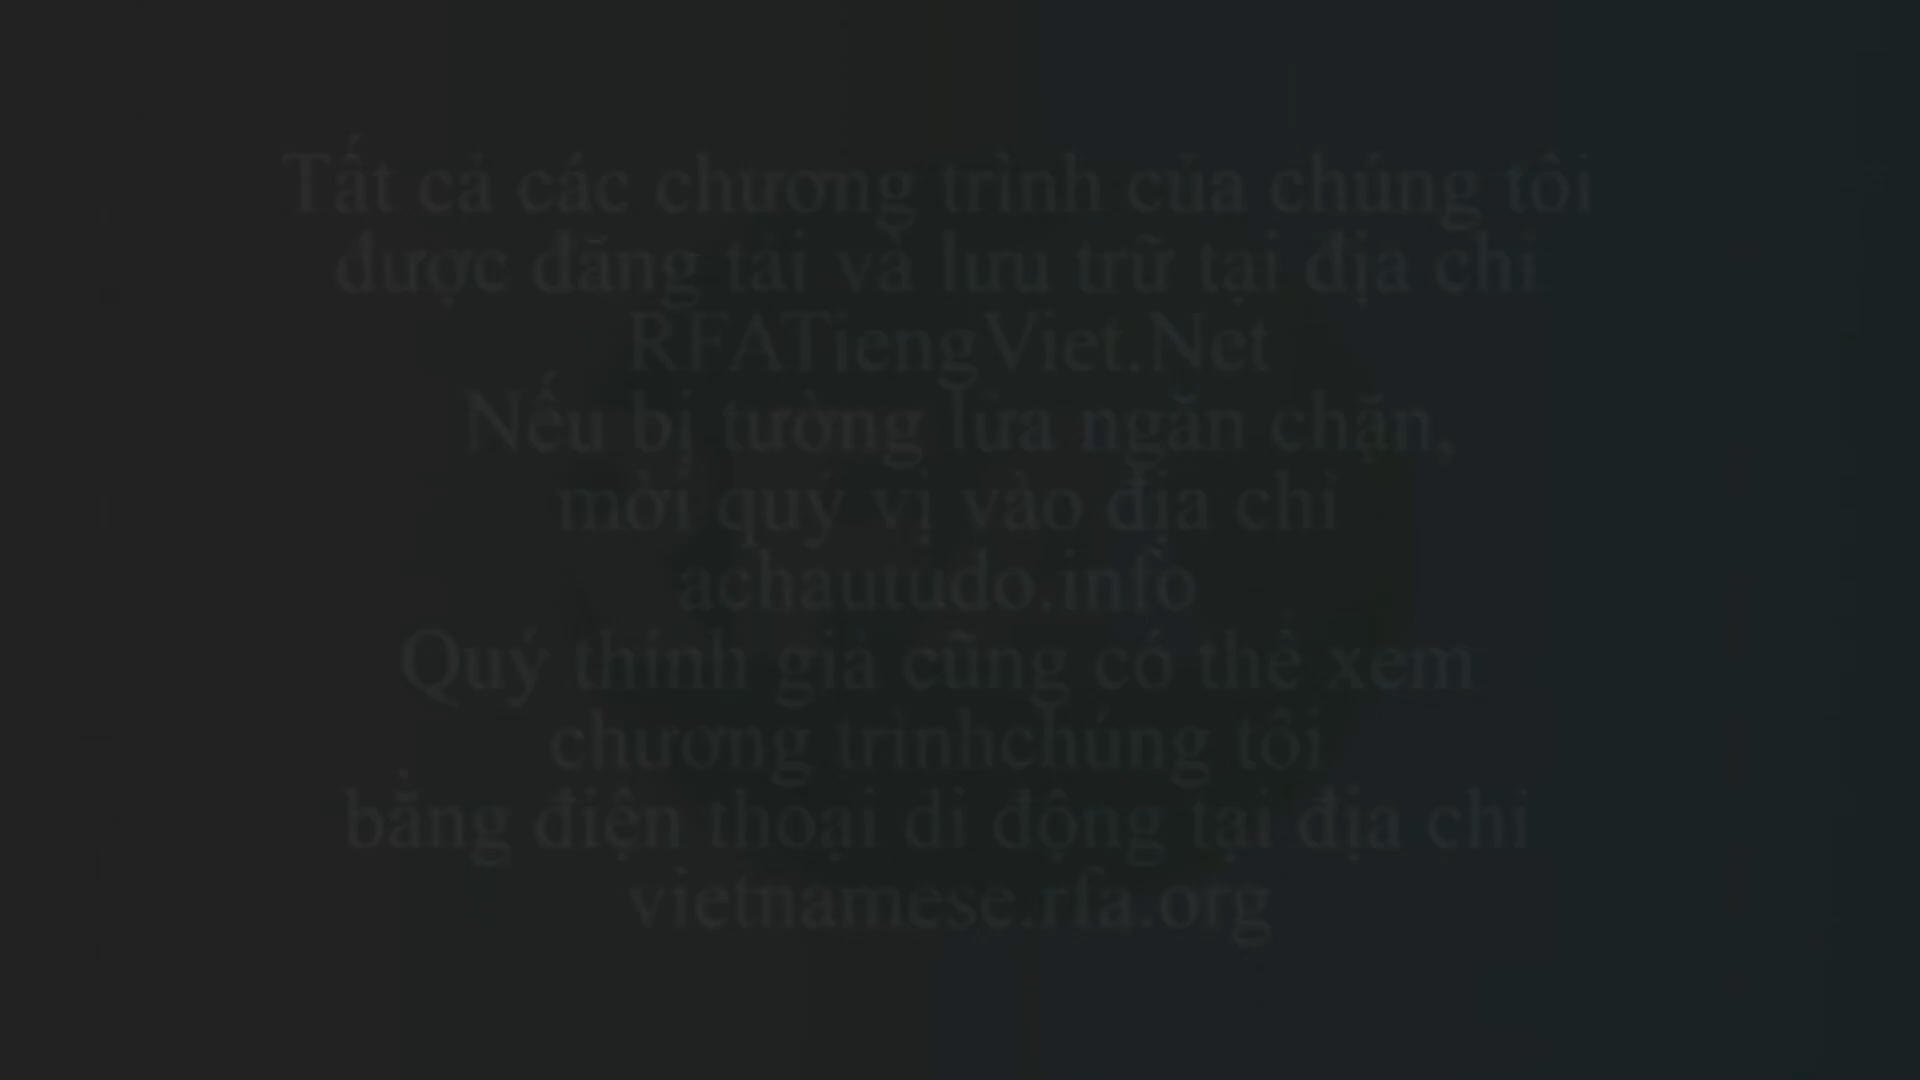 Tất cả các chương trình của chúng tôi
được đăng tải và lưu trữ tại địa chỉ
RFATiengViet.Net
Nếu bị tường lửa ngăn chặn,
mời quý vị vào địa chỉ
achautudo.info
Quý thính giả cũng có thể xem
chương trìnhchúng tôi
bằng điện thoại di động tại địa chỉ
vietnamese.rfa.org